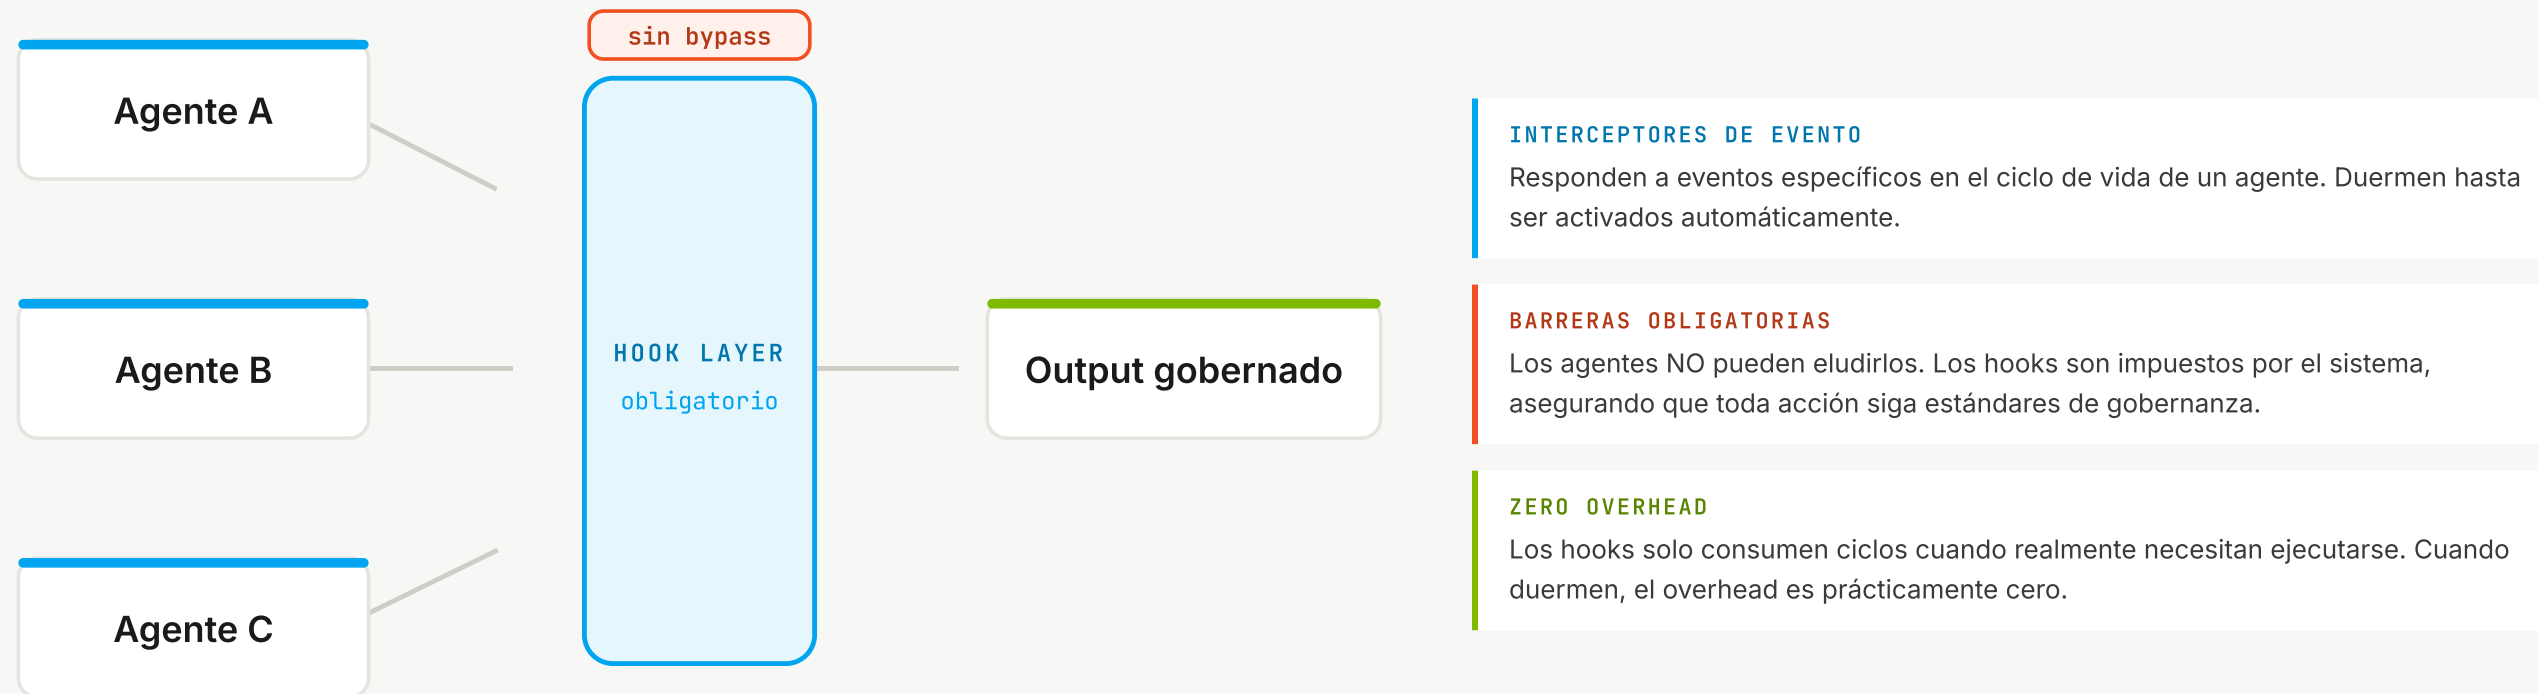 sin bypass
Agente A
Agente B
Agente C
HOOK LAYER
obligatorio
Output gobernado
INTERCEPTORES DE EVENTO
Responden a eventos específicos en el ciclo de vida de un agente. Duermen hasta
ser activados automáticamente.
BARRERAS OBLIGATORIAS
Los agentes NO pueden eludirlos. Los hooks son impuestos por el sistema,
asegurando que toda acción siga estándares de gobernanza.
ZERO OVERHEAD
Los hooks solo consumen ciclos cuando realmente necesitan ejecutarse. Cuando
duermen, el overhead es prácticamente cero.